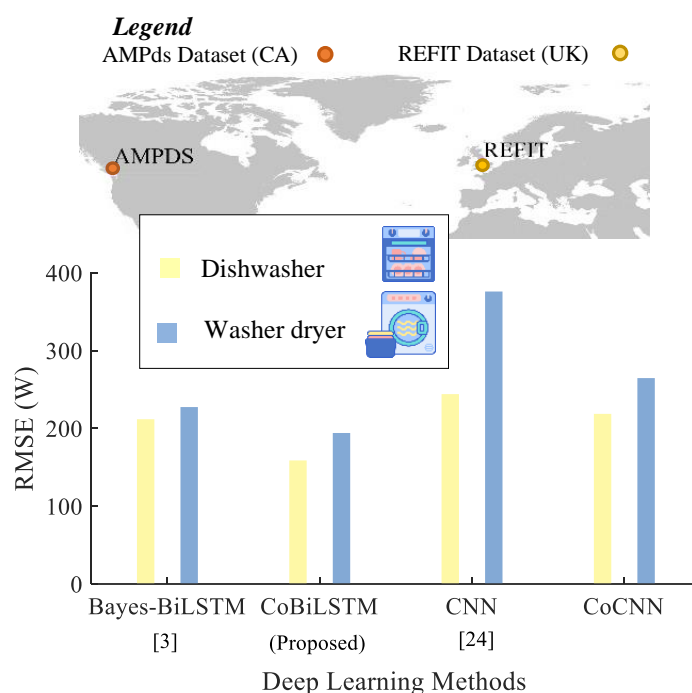 Legend
AMPds Dataset (CA)
REFIT Dataset (UK)
AMPDS
REFIT
Dishwasher
Washer dryer
400
300
200
100
0
RMSE (W)
Bayes-BiLSTM
CoBiLSTM
CNN
CoCNN
[3]
(Proposed)
[24]
Deep Learning Methods